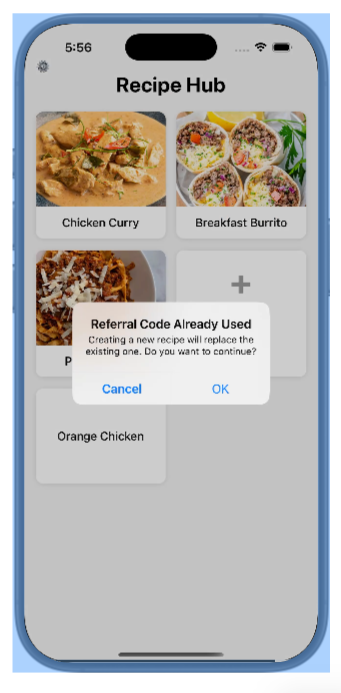 5:56
Recipe Hub
Chicken Curry
Breakfast Burrito
Referral Code Already Used
Creating a new recipe will replace the
existing one. Do you want to continue?
P
Cancel
OK
Orange Chicken